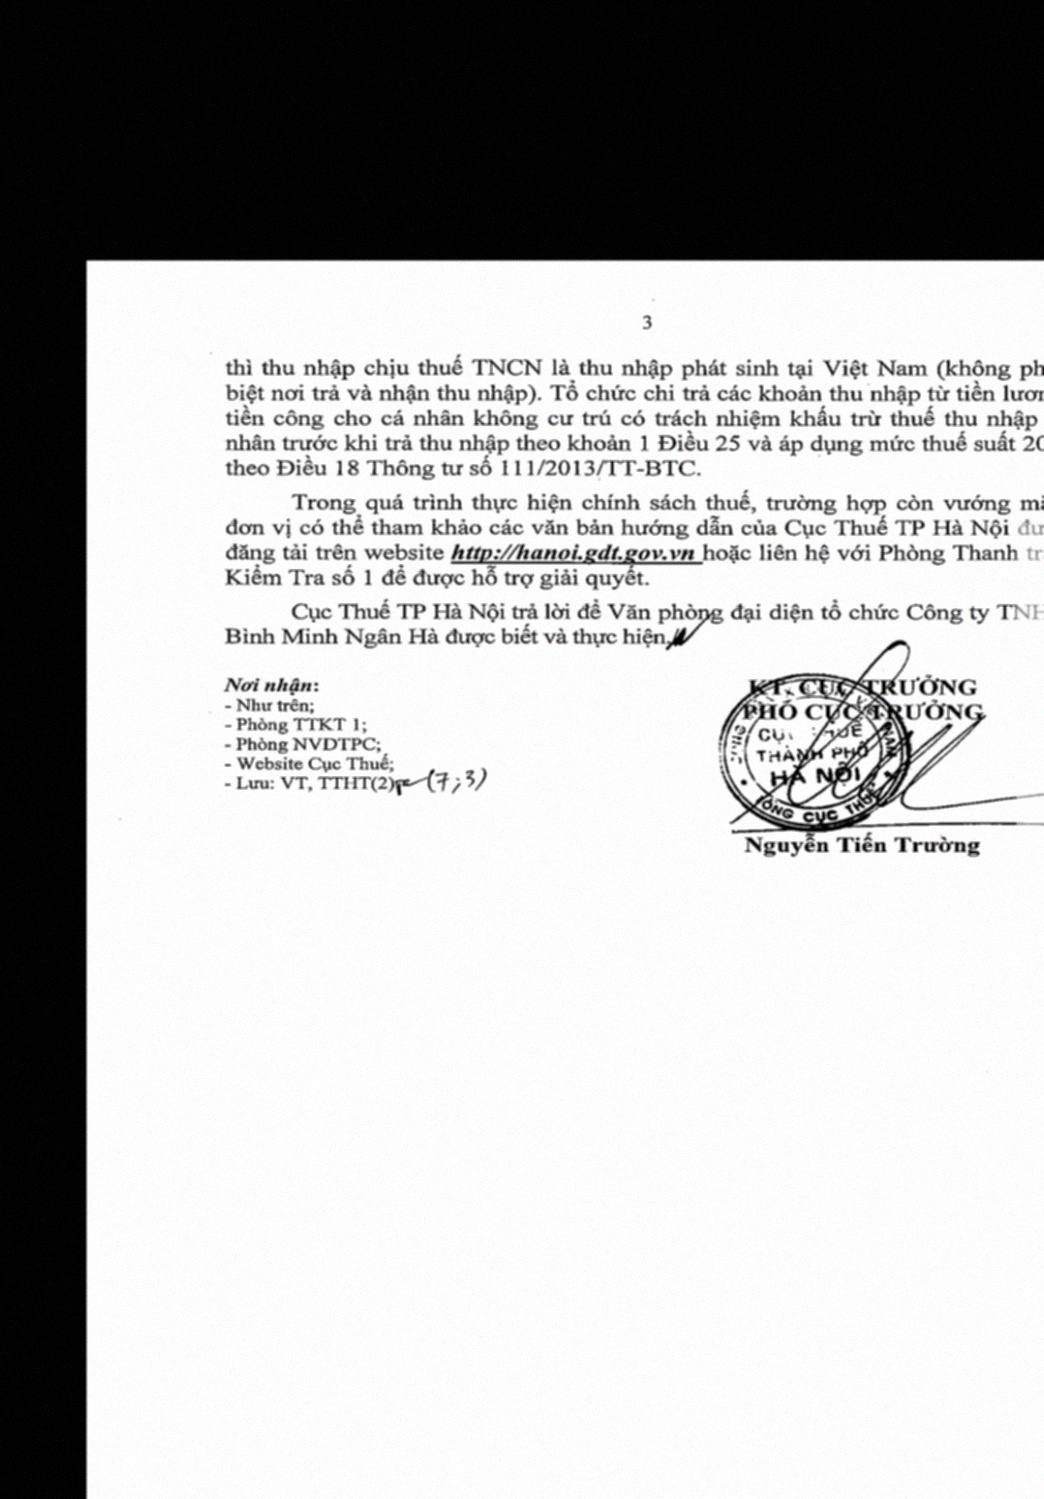 3
thì thu nhập chịu thuế TNCN là thu nhập phát sinh tại Việt Nam (không ph
biệt nơi trả và nhận thu nhập). Tổ chức chi trả các khoản thu nhập từ tiền lươn
tiền công cho cá nhân không cư trú có trách nhiệm khấu trừ thuế thu nhập
nhân trước khi trả thu nhập theo khoản 1 Điều 25 và áp dụng mức thuế suất 20
theo Điều 18 Thông tư số 111/2013/TT-BTC.
Trong quá trình thực hiện chính sách thuế, trường hợp còn vướng mắ
đơn vị có thể tham khảo các văn bản hướng dẫn của Cục Thuế TP Hà Nội đư
đăng tải trên website http://hanoi.gdt.gov.vn hoặc liên hệ với Phòng Thanh tr
Kiểm Tra số 1 để được hỗ trợ giải quyết.
Cục Thuế TP Hà Nội trả lời để Văn phòng đại diện tổ chức Công ty TNH
Bình Minh Ngân Hà được biết và thực hiện.
Nơi nhận:
- Như trên;
- Phòng TTKT 1;
- Phòng NVDTPC;
- Website Cục Thuế;
- Lưu: VT, TTHT(2) (7;3)
KT. CỤC TRƯỞNG
PHÓ CỤC TRƯỞNG
CỤC THUẾ
THÀNH PHỐ
HÀ NỘI
TỔNG CỤC THUẾ
Nguyễn Tiến Trường